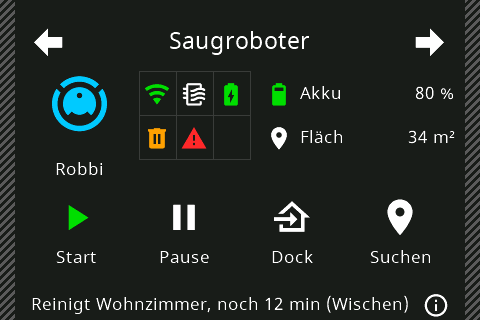 Saugroboter
Akku 80 %
Fläch 34 m²
Robbi
Start Pause Dock Suchen
Reinigt Wohnzimmer, noch 12 min (Wischen)